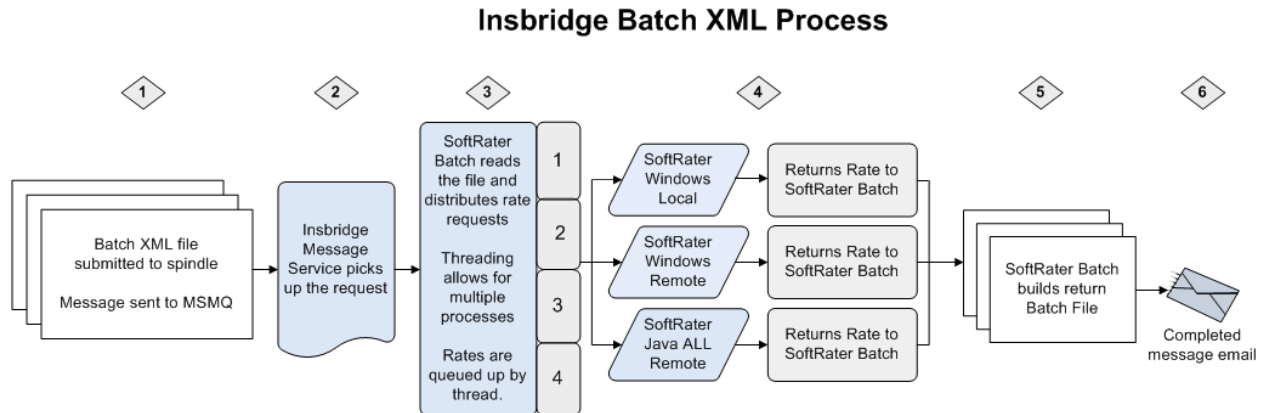 Insbridge Batch XML Process
1
2
3
4
5
6
Batch XML file
submitted to spindle
Message sent to MSMQ
Insbridge
Message
Service picks
up the request
SoftRater
Batch reads
the file and
distributes rate
requests
Threading
allows for
multiple
processes
Rates are
queued up by
thread.
1
2
3
4
SoftRater
Windows
Local
Returns Rate to
SoftRater Batch
SoftRater
Windows
Remote
Returns Rate to
SoftRater Batch
SoftRater
Java ALL
Remote
Returns Rate to
SoftRater Batch
SoftRater Batch
builds return
Batch File
Completed
message email